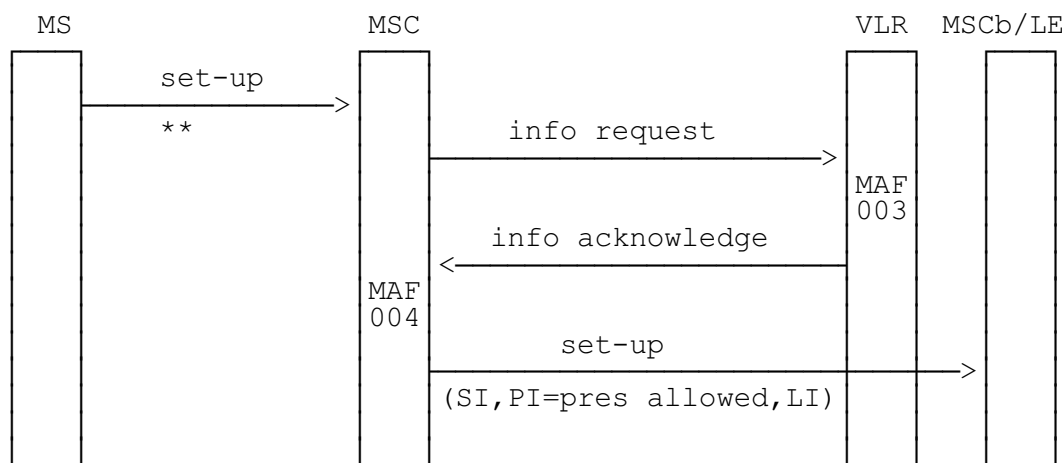 MS MSC VLR MSCb/LE
set-up
**
info request
MAF
003
info acknowledge
MAF
004
set-up
(SI,PI=pres allowed,LI)